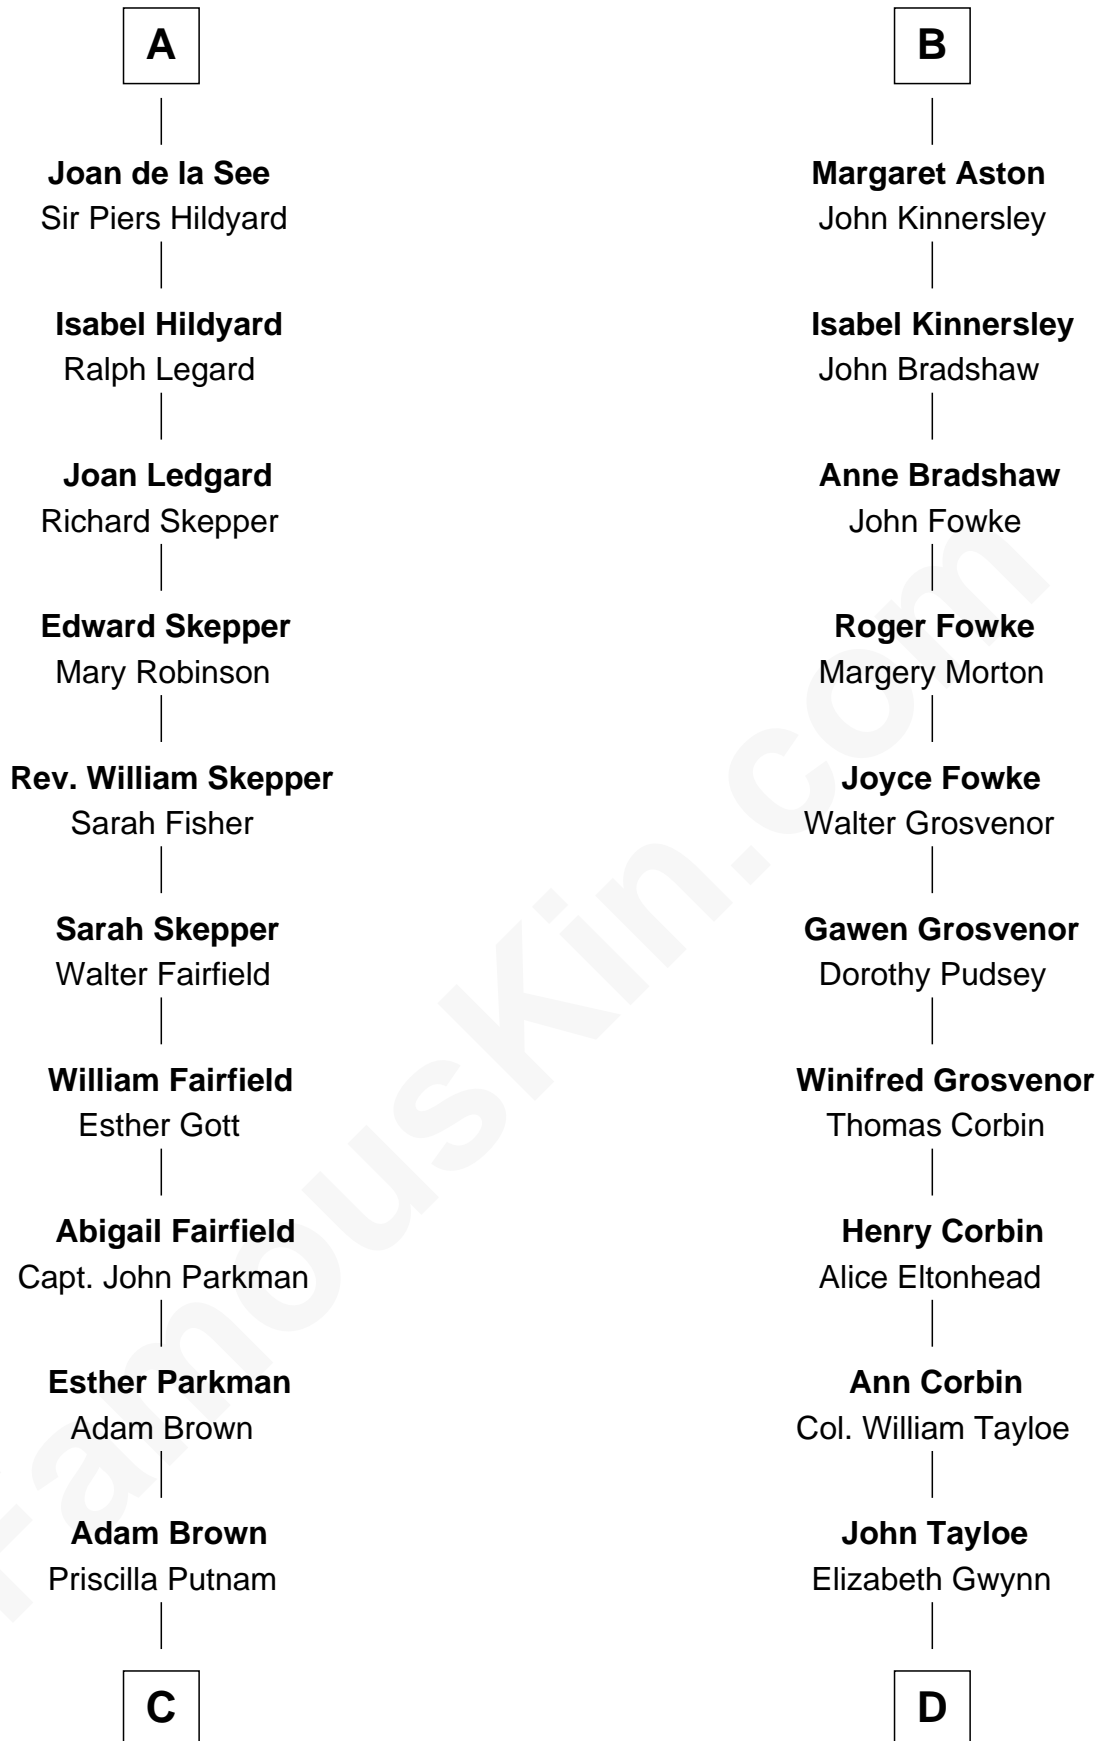 A
Joan de la See
Sir Piers Hildyard
Isabel Hildyard
Ralph Legard
Joan Ledgard
Richard Skepper
Edward Skepper
Mary Robinson
Rev. William Skepper
Sarah Fisher
Sarah Skepper
Walter Fairfield
William Fairfield
Esther Gott
Abigail Fairfield
Capt. John Parkman
Esther Parkman
Adam Brown
Adam Brown
Priscilla Putnam
C
B
Margaret Aston
John Kinnersley
Isabel Kinnersley
John Bradshaw
Anne Bradshaw
John Fowke
Roger Fowke
Margery Morton
Joyce Fowke
Walter Grosvenor
Gawen Grosvenor
Dorothy Pudsey
Winifred Grosvenor
Thomas Corbin
Henry Corbin
Alice Eltonhead
Ann Corbin
Col. William Tayloe
John Tayloe
Elizabeth Gwynn
D
FamousKin.com